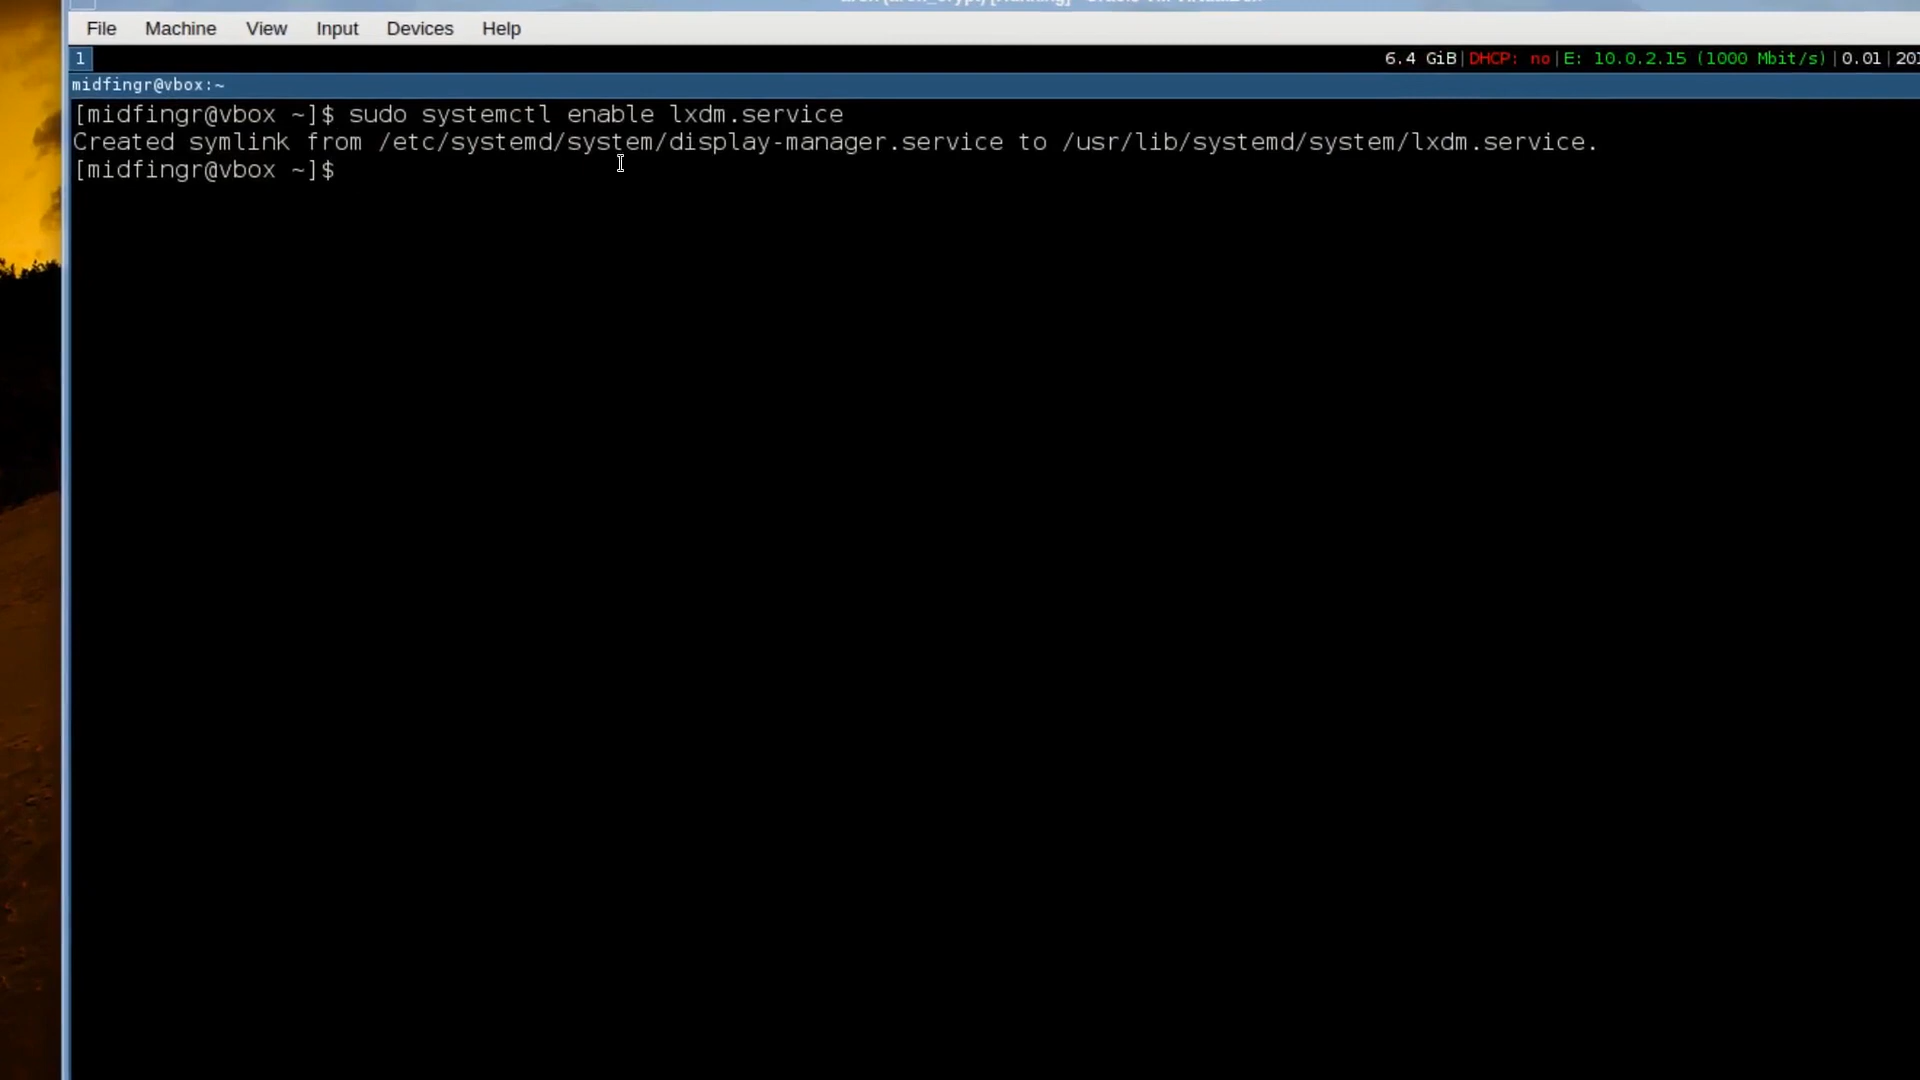 File Machine View Input Devices Help
1 6.4 GiB|DHCP: no|E: 10.0.2.15 (1000 Mbit/s)|0.01|201
midfingr@vbox:~
[midfingr@vbox ~]$ sudo systemctl enable lxdm.service
Created symlink from /etc/systemd/system/display-manager.service to /usr/lib/systemd/system/lxdm.service.
[midfingr@vbox ~]$